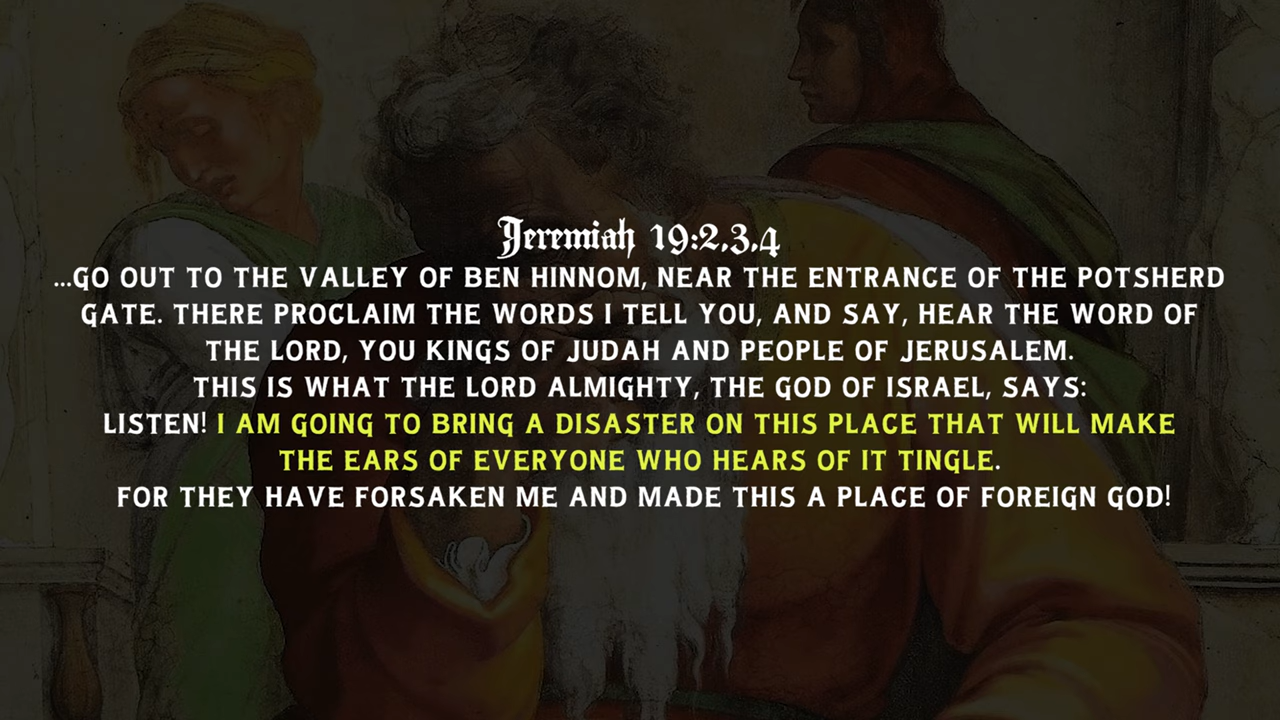 Jeremiah 19:2,3,4
...GO OUT TO THE VALLEY OF BEN HINNOM, NEAR THE ENTRANCE OF THE POTSHERD
GATE. THERE PROCLAIM THE WORDS I TELL YOU, AND SAY, HEAR THE WORD OF
THE LORD, YOU KINGS OF JUDAH AND PEOPLE OF JERUSALEM.
THIS IS WHAT THE LORD ALMIGHTY, THE GOD OF ISRAEL, SAYS:
LISTEN! I AM GOING TO BRING A DISASTER ON THIS PLACE THAT WILL MAKE
THE EARS OF EVERYONE WHO HEARS OF IT TINGLE.
FOR THEY HAVE FORSAKEN ME AND MADE THIS A PLACE OF FOREIGN GOD!